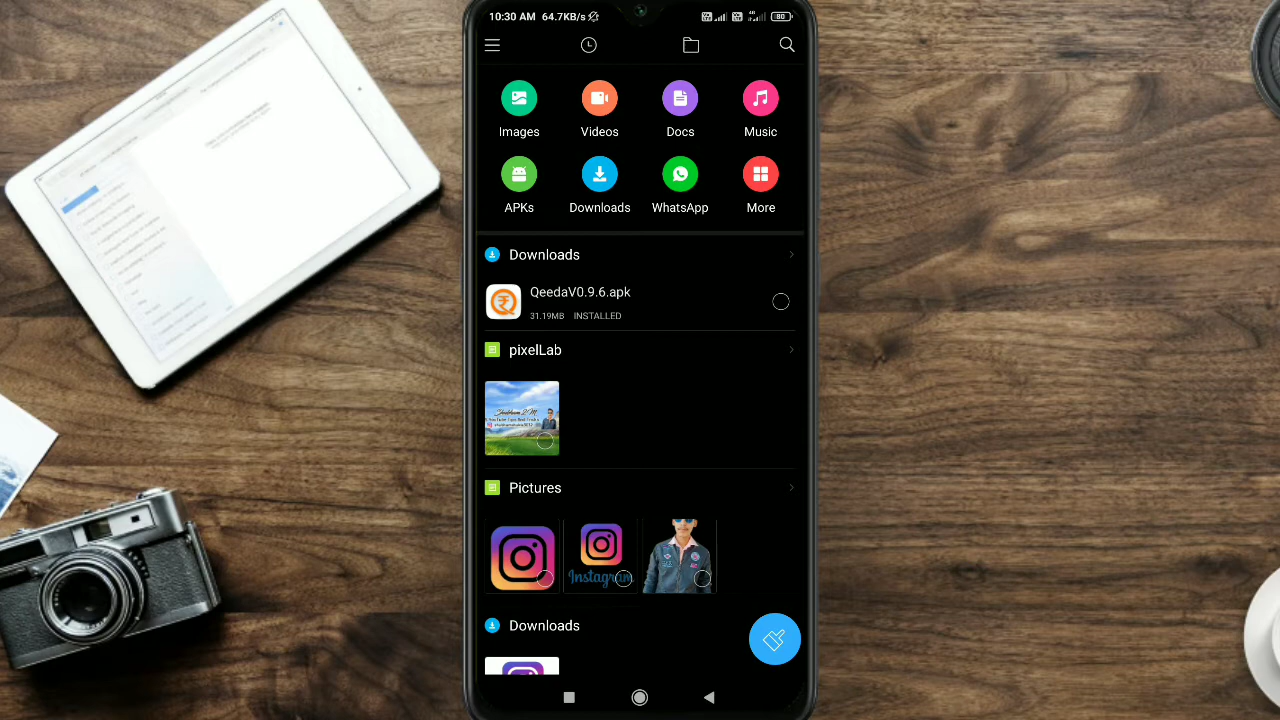 10:30 AM 64.7KB/s 80
Images Videos Docs Music
APKs Downloads WhatsApp More
Downloads
QeedaV0.9.6.apk
31.19MB INSTALLED
pixelLab
Pictures
Instagram
Downloads